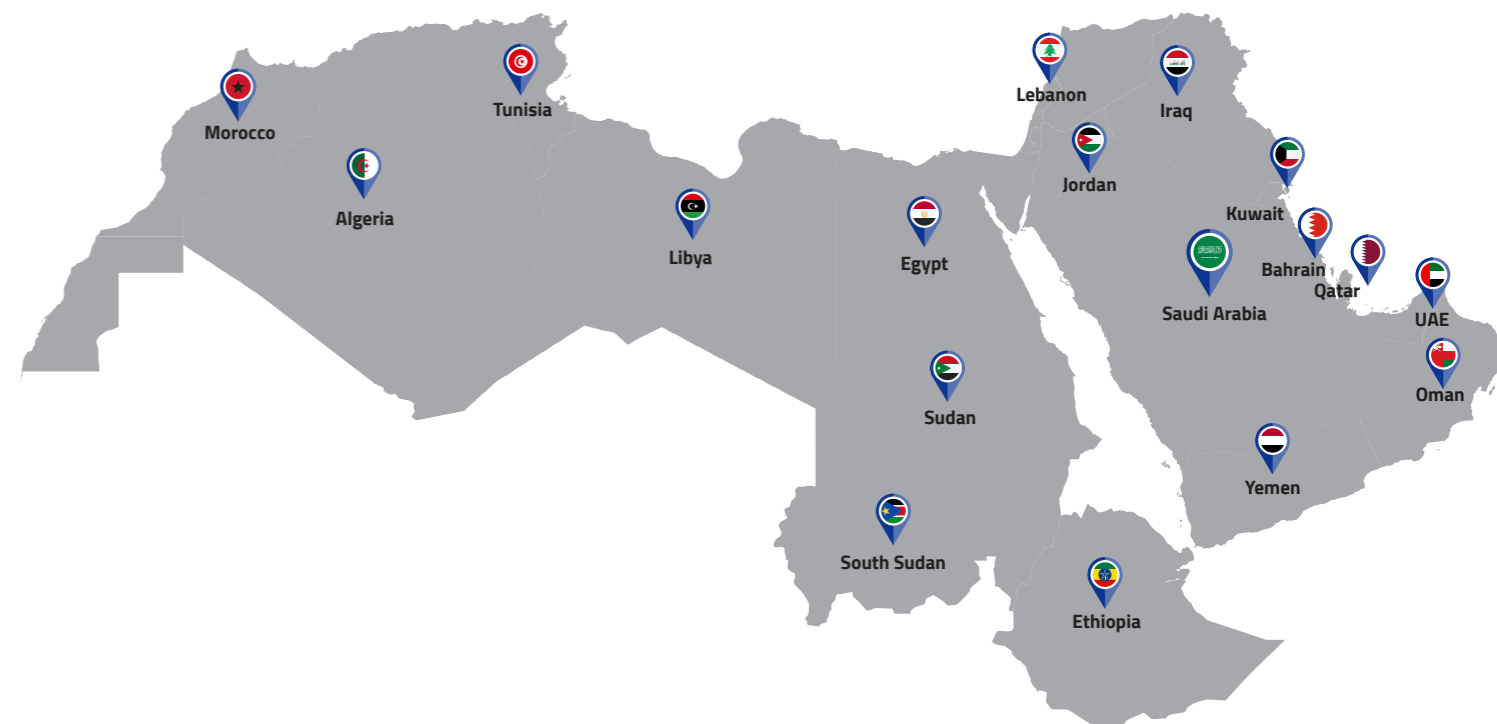 Lebanon
Tunisia
Iraq
Morocco
Jordan
Algeria
Kuwait
Libya
Egypt
Bahrain
Qatar
Saudi Arabia
UAE
Oman
Sudan
Yemen
South Sudan
Ethiopia